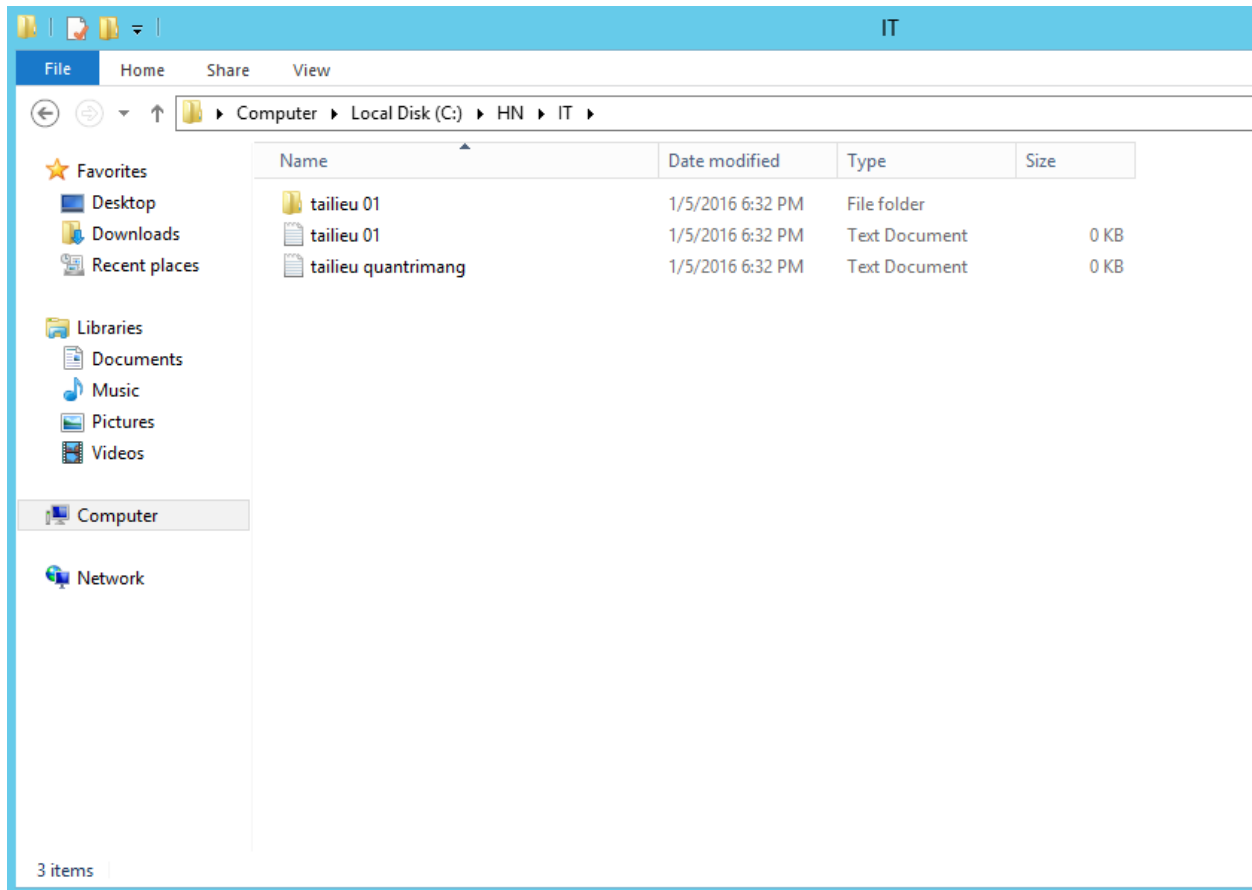 IT
File Home Share View
Computer Local Disk (C:) HN IT
Name Date modified Type Size
Favorites
Desktop
Downloads
Recent places
Libraries
Documents
Music
Pictures
Videos
Computer
Network
tailieu 01 1/5/2016 6:32 PM File folder
tailieu 01 1/5/2016 6:32 PM Text Document 0 KB
tailieu quantrimang 1/5/2016 6:32 PM Text Document 0 KB
3 items